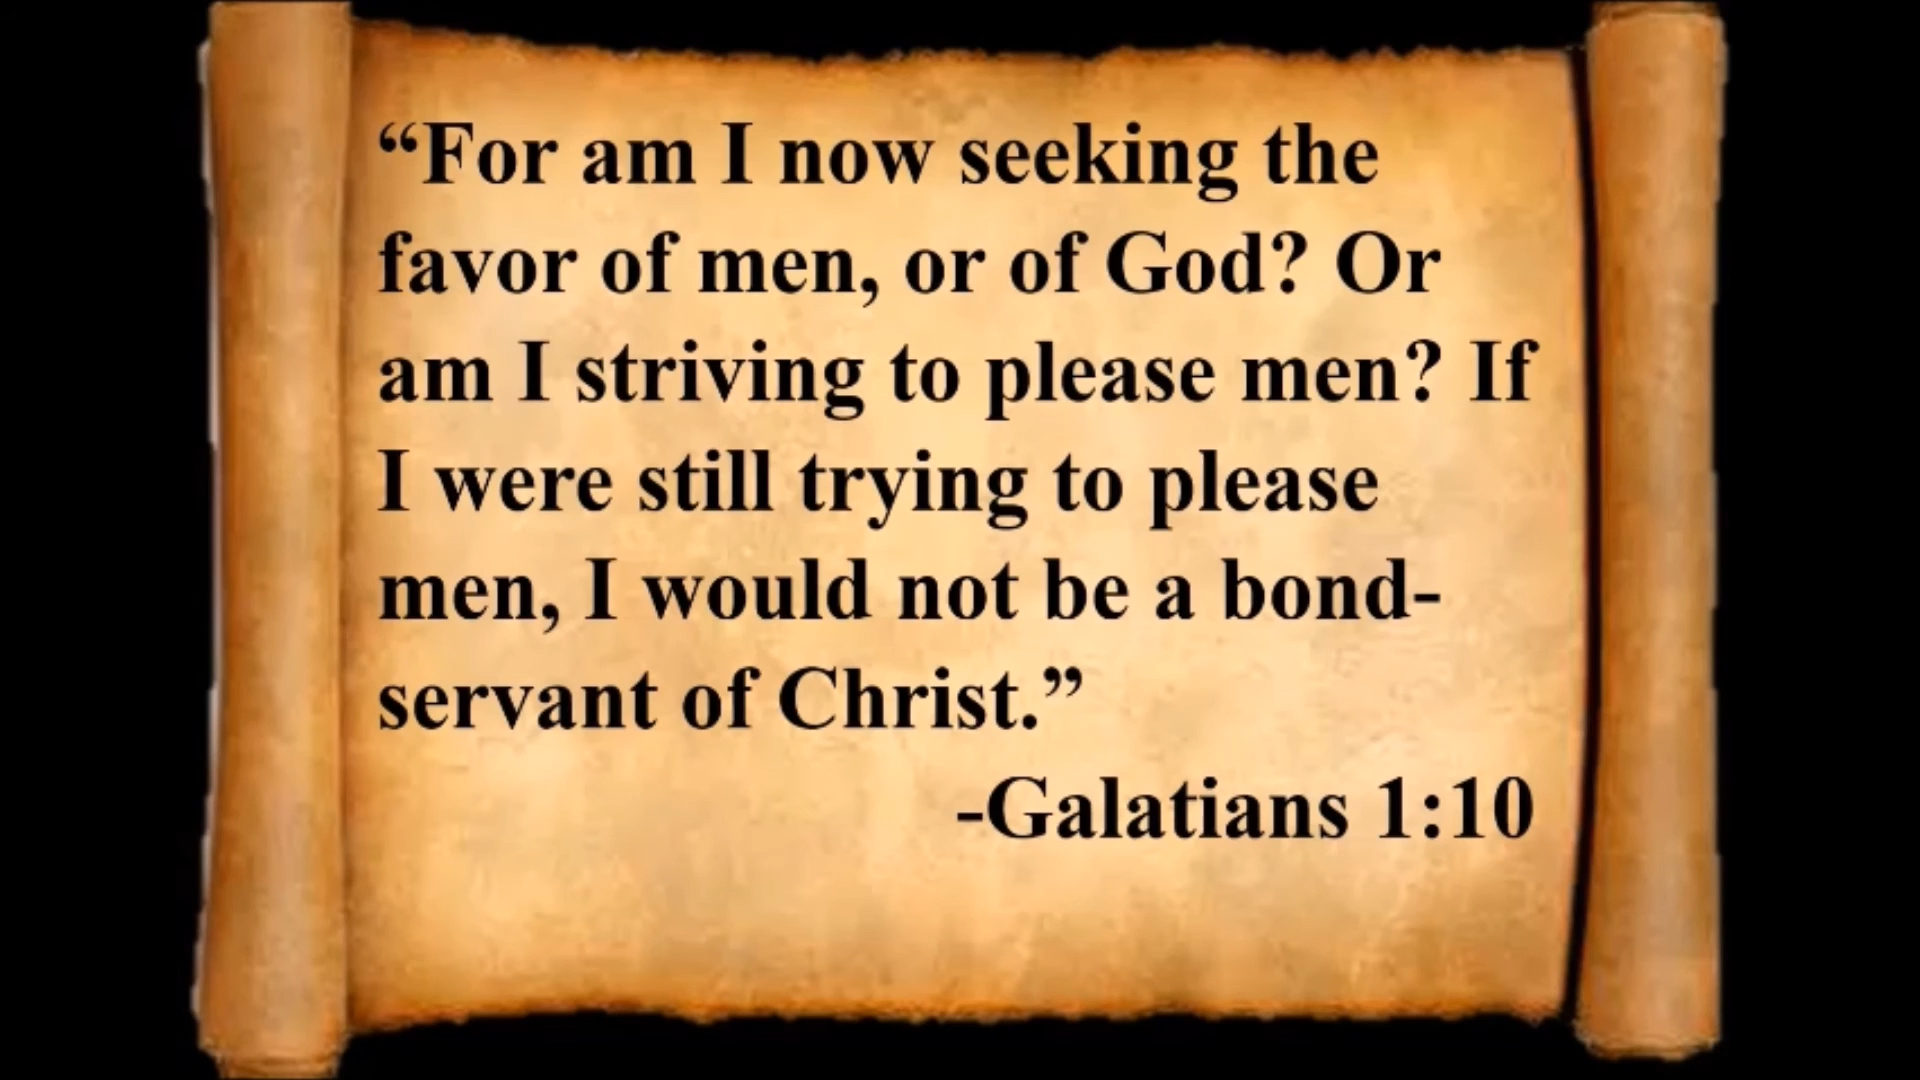 “For am I now seeking the
favor of men, or of God? Or
am I striving to please men? If
I were still trying to please
men, I would not be a bond-
servant of Christ.”
-Galatians 1:10